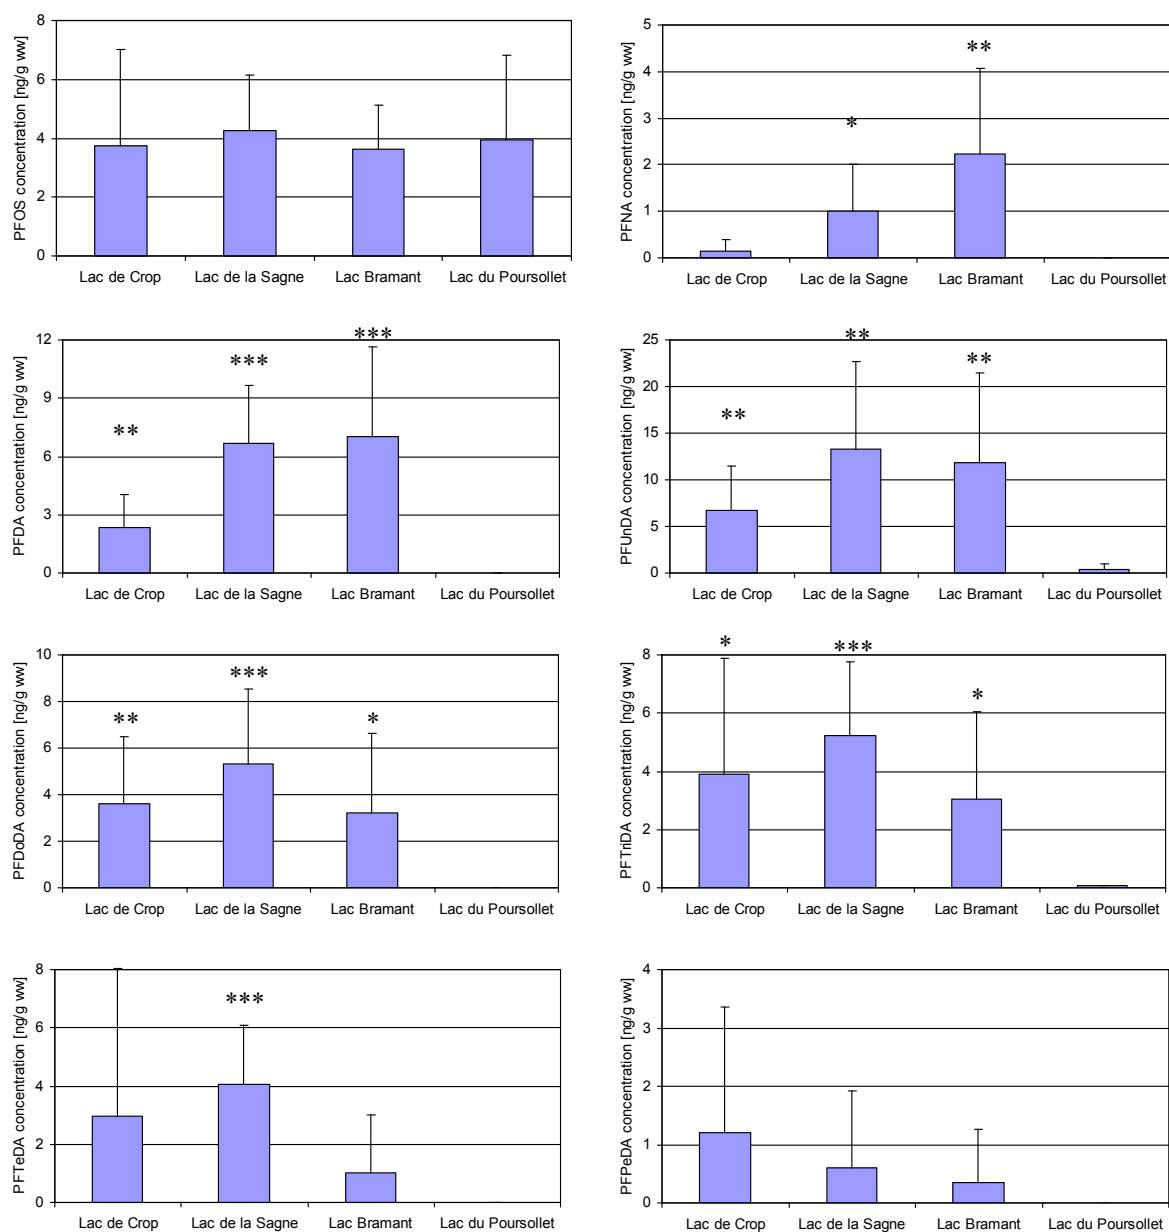 PFOS concentration [ng/g ww]
8
6
4
2
0
Lac de Crop Lac de la Sagne Lac Bramant Lac du Poursollet
PFNA concentration [ng/g ww]
5
4
3
2
1
0
* **
Lac de Crop Lac de la Sagne Lac Bramant Lac du Poursollet
PFDA concentration [ng/g ww]
12
9
6
3
0
** *** ***
Lac de Crop Lac de la Sagne Lac Bramant Lac du Poursollet
PFUnDA concentration [ng/g ww]
25
20
15
10
5
0
** ** **
Lac de Crop Lac de la Sagne Lac Bramant Lac du Poursollet
PFDoDA concentration [ng/g ww]
10
8
6
4
2
0
** *** *
Lac de Crop Lac de la Sagne Lac Bramant Lac du Poursollet
PFTriDA concentration [ng/g ww]
8
6
4
2
0
* *** *
Lac de Crop Lac de la Sagne Lac Bramant Lac du Poursollet
PFTeDA concentration [ng/g ww]
8
6
4
2
0
***
Lac de Crop Lac de la Sagne Lac Bramant Lac du Poursollet
PFPeDA concentration [ng/g ww]
4
3
2
1
0
Lac de Crop Lac de la Sagne Lac Bramant Lac du Poursollet